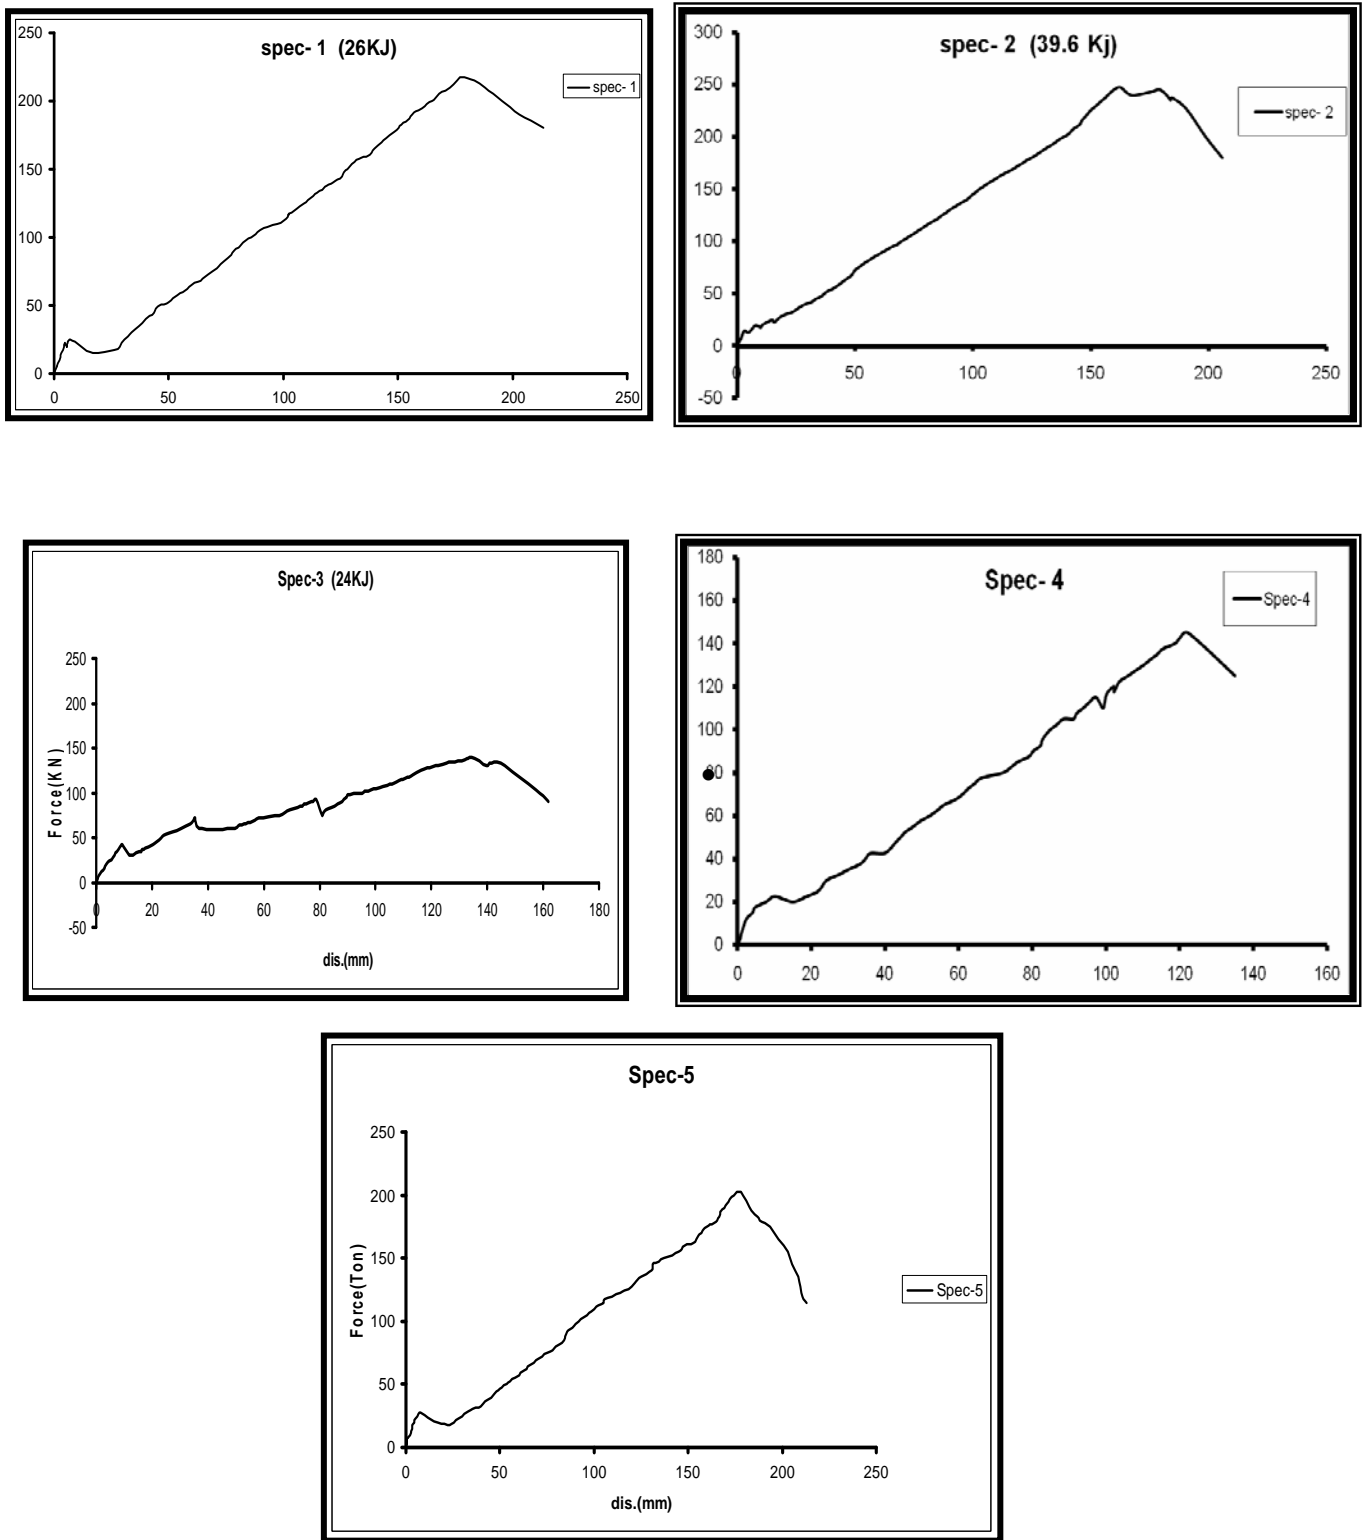 spec- 1 (26KJ)
250
200
150
100
50
0
0 50 100 150 200 250
spec- 1
spec- 2 (39.6 Kj)
300
250
200
150
100
50
0
-50
0 50 100 150 200 250
spec- 2
Spec-3 (24KJ)
Force(KN)
250
200
150
100
50
0
-50
0 20 40 60 80 100 120 140 160 180
dis.(mm)
Spec- 4
180
160
140
120
100
80
60
40
20
0
0 20 40 60 80 100 120 140 160
Spec-4
Spec-5
Force(Ton)
250
200
150
100
50
0
0 50 100 150 200 250
dis.(mm)
Spec-5